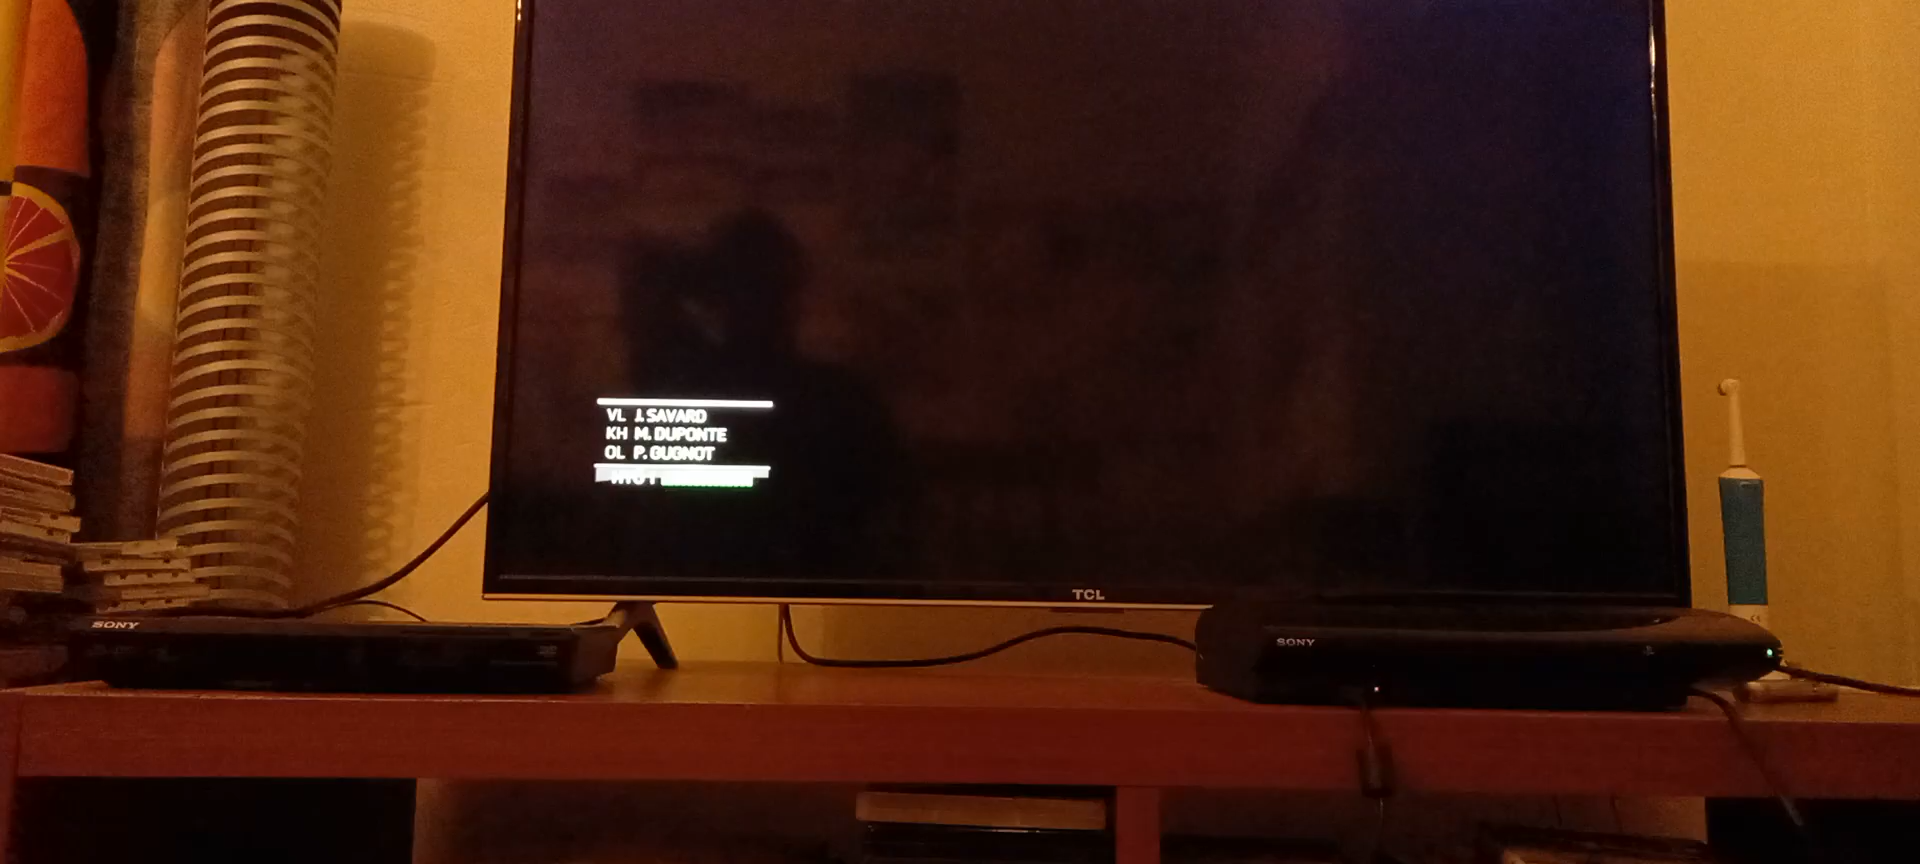 VL J. SAVARD
KH M. DUPONTE
OL P. GUGNOT
TCL
SONY
SONY